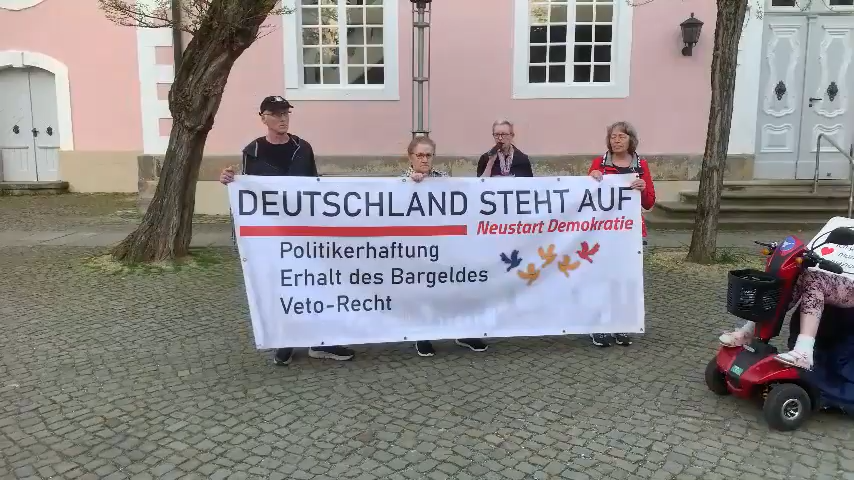 DEUTSCHLAND STEHT AUF
Neustart Demokratie
Politikerhaftung
Erhalt des Bargeldes
Veto-Recht